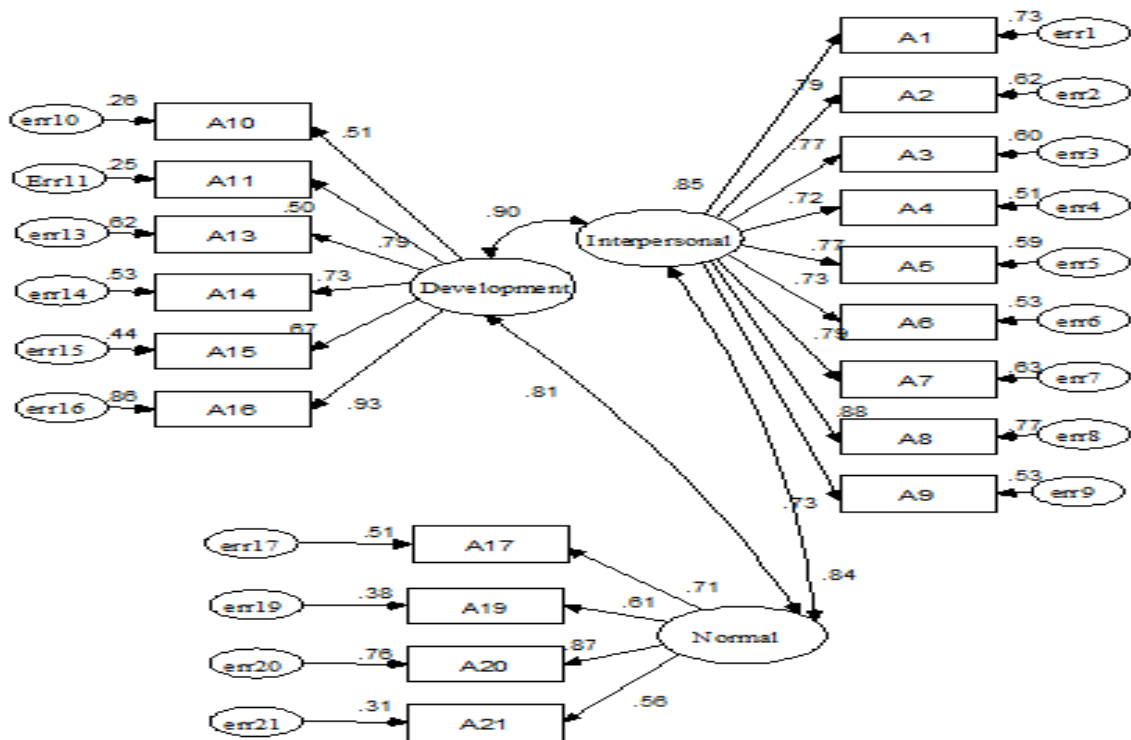 .73
A1
err1
.79
.62
A2
err2
.26
err10
A10
.51
.77
.60
A3
err3
.25
Err11
A11
.85
.72
.51
A4
err4
.50
.90
.62
err13
A13
.79
Interpersonal
.77
.59
A5
err5
.53
err14
A14
.73
Development
.73
.53
A6
err6
.44
err15
A15
.67
.79
.63
A7
err7
.86
err16
A16
.93
.81
.88
.77
A8
err8
.53
A9
err9
.73
.51
err17
A17
.71
.84
.38
err19
A19
.61
Normal
.76
err20
A20
.87
.31
err21
A21
.56